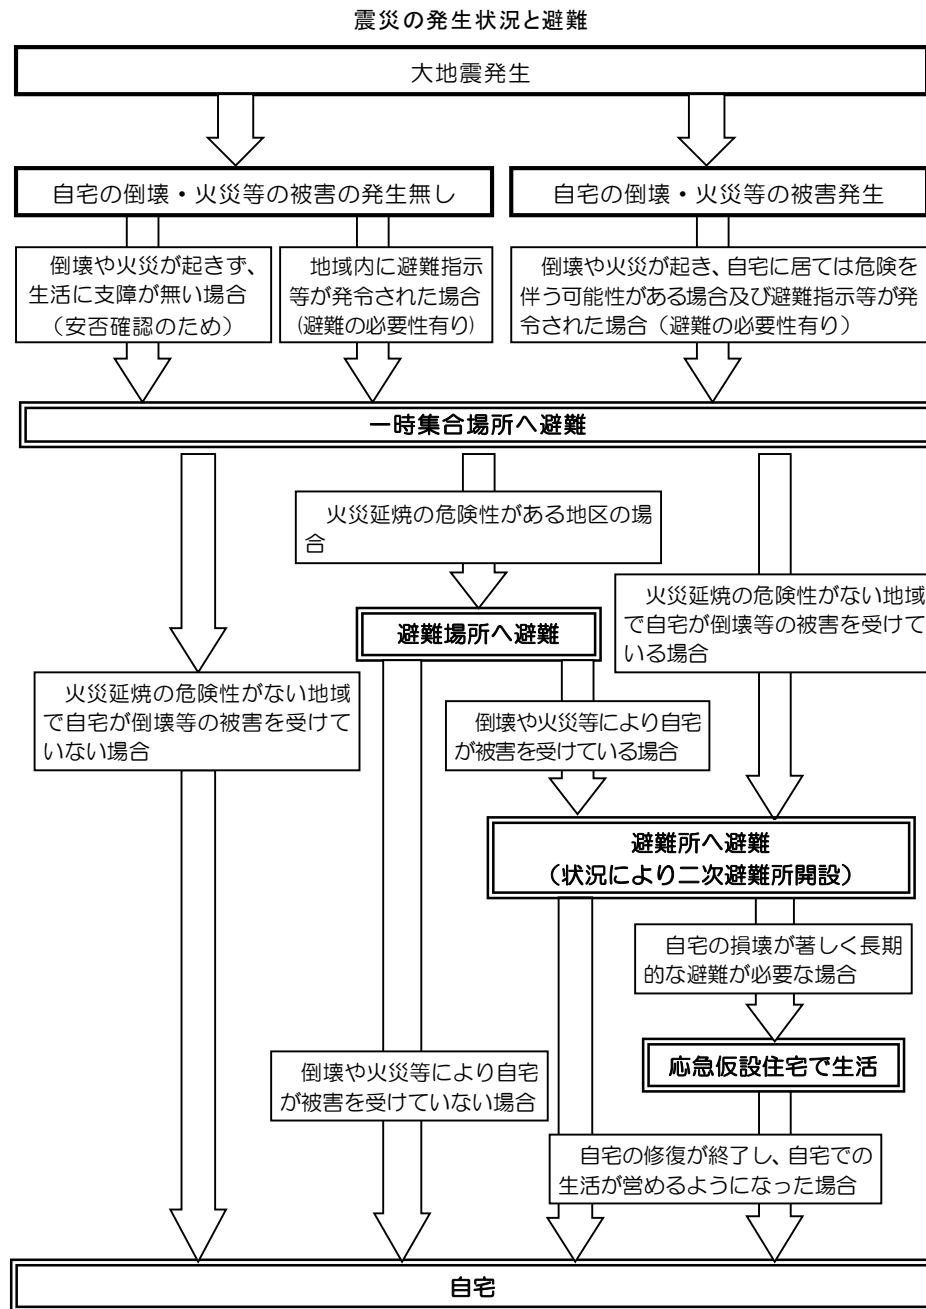 震災の発生状況と避難
大地震発生
自宅の倒壊・火災等の被害の発生無し
自宅の倒壊・火災等の被害発生
倒壊や火災が起きず、
生活に支障が無い場合
（安否確認のため）
地域内に避難指示
等が発令された場合
(避難の必要性有り)
倒壊や火災が起き、自宅に居ては危険を
伴う可能性がある場合及び避難指示等が発
令された場合（避難の必要性有り）
一時集合場所へ避難
火災延焼の危険性がある地区の場
合
火災延焼の危険性がない地域
で自宅が倒壊等の被害を受けて
いる場合
避難場所へ避難
火災延焼の危険性がない地域
で自宅が倒壊等の被害を受けて
いない場合
倒壊や火災等により自宅
が被害を受けている場合
避難所へ避難
（状況により二次避難所開設）
自宅の損壊が著しく長期
的な避難が必要な場合
応急仮設住宅で生活
倒壊や火災等により自宅
が被害を受けていない場合
自宅の修復が終了し、自宅での
生活が営めるようになった場合
自宅